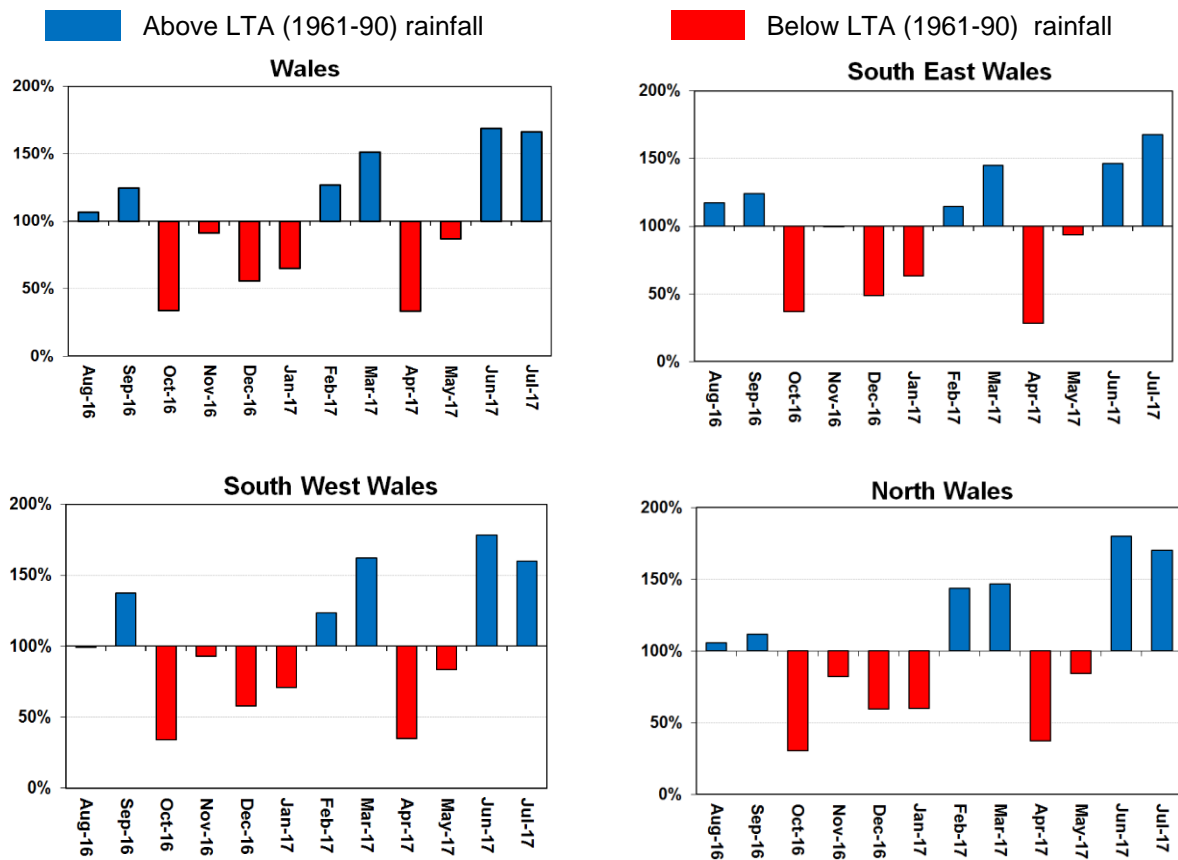 Above LTA (1961-90) rainfall
Below LTA (1961-90) rainfall
Wales
200%
150%
100%
50%
0%
Aug-16
Sep-16
Oct-16
Nov-16
Dec-16
Jan-17
Feb-17
Mar-17
Apr-17
May-17
Jun-17
Jul-17
South East Wales
200%
150%
100%
50%
0%
Aug-16
Sep-16
Oct-16
Nov-16
Dec-16
Jan-17
Feb-17
Mar-17
Apr-17
May-17
Jun-17
Jul-17
South West Wales
200%
150%
100%
50%
0%
Aug-16
Sep-16
Oct-16
Nov-16
Dec-16
Jan-17
Feb-17
Mar-17
Apr-17
May-17
Jun-17
Jul-17
North Wales
200%
150%
100%
50%
0%
Aug-16
Sep-16
Oct-16
Nov-16
Dec-16
Jan-17
Feb-17
Mar-17
Apr-17
May-17
Jun-17
Jul-17